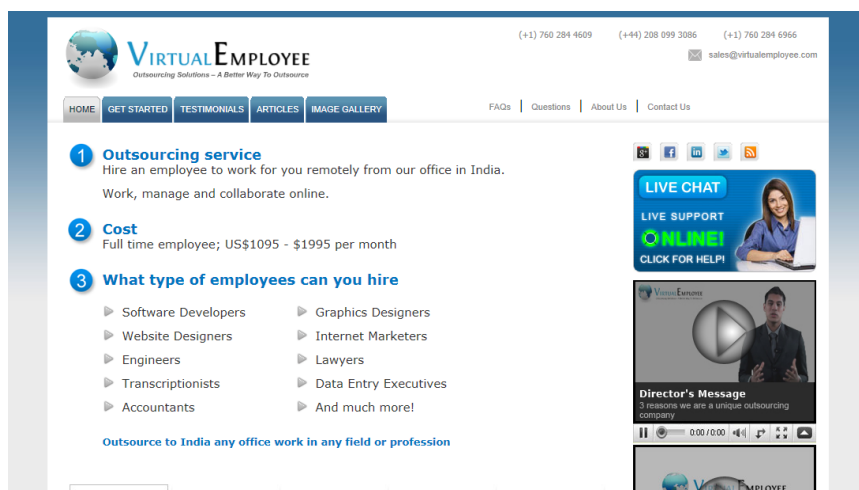 (+1) 760 284 4609 (+44) 208 099 3086 (+1) 760 284 6966
sales@virtualemployee.com
VIRTUALEMPLOYEE
Outsourcing Solutions – A Better Way To Outsource
HOME GET STARTED TESTIMONIALS ARTICLES IMAGE GALLERY
FAQs Questions About Us Contact Us
1 Outsourcing service
Hire an employee to work for you remotely from our office in India.
Work, manage and collaborate online.
2 Cost
Full time employee; US$1095 - $1995 per month
3 What type of employees can you hire
Software Developers Graphics Designers
Website Designers Internet Marketers
Engineers Lawyers
Transcriptionists Data Entry Executives
Accountants And much more!
Outsource to India any office work in any field or profession
LIVE CHAT
LIVE SUPPORT
ONLINE!
CLICK FOR HELP!
VIRTUALEMPLOYEE
Director's Message
3 reasons we are a unique outsourcing
company
0:00 / 0:00